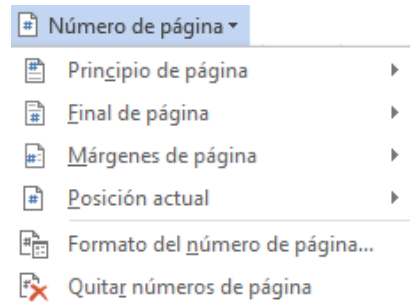 Número de página
Principio de página
Final de página
Márgenes de página
Posición actual
Formato del número de página...
Quitar números de página